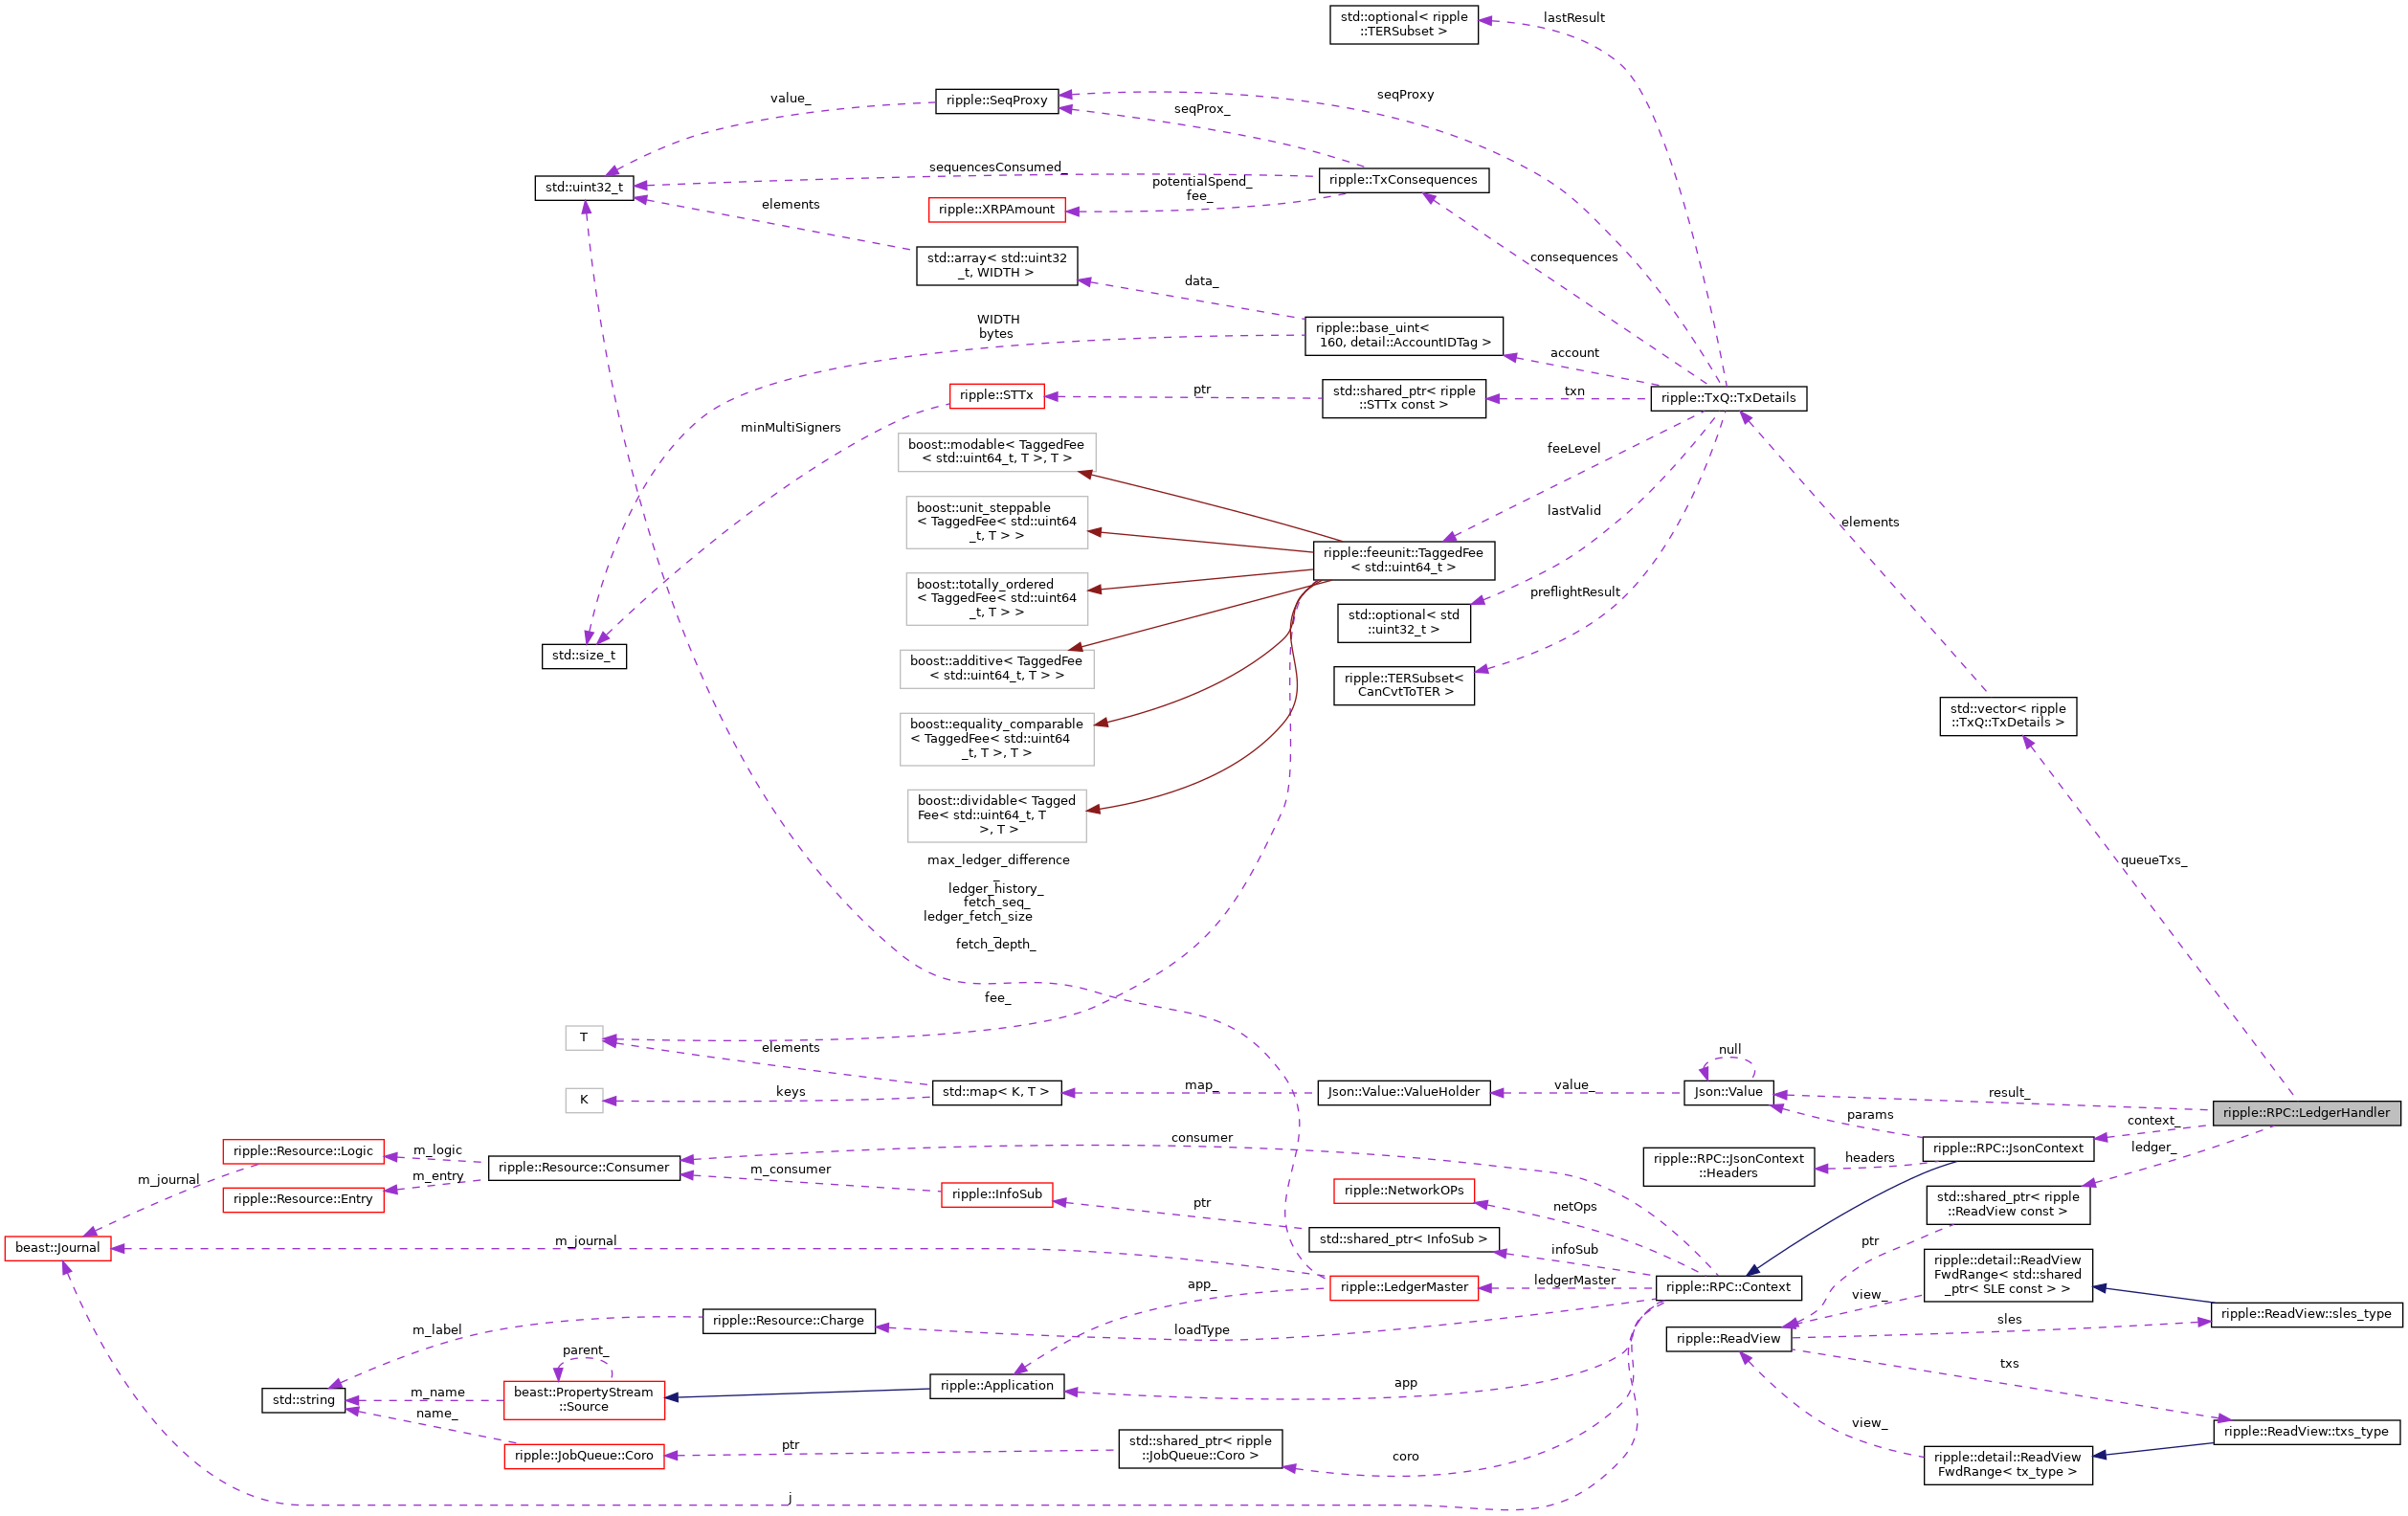 std::optional< ripple
::TERSubset >
lastResult
ripple::SeqProxy
value_
seqProxy
seqProx_
std::uint32_t
sequencesConsumed_
ripple::TxConsequences
potentialSpend_
fee_
ripple::XRPAmount
elements
std::array< std::uint32
_t, WIDTH >
data_
consequences
WIDTH
bytes
ripple::base_uint<
160, detail::AccountIDTag >
account
ripple::STTx
ptr
std::shared_ptr< ripple
::STTx const >
txn
ripple::TxQ::TxDetails
minMultiSigners
boost::modable< TaggedFee
< std::uint64_t, T >, T >
feeLevel
boost::unit_steppable
< TaggedFee< std::uint64
_t, T > >
lastValid
elements
ripple::feeunit::TaggedFee
< std::uint64_t >
boost::totally_ordered
< TaggedFee< std::uint64
_t, T > >
preflightResult
std::optional< std
::uint32_t >
std::size_t
boost::additive< TaggedFee
< std::uint64_t, T > >
ripple::TERSubset<
CanCvtToTER >
boost::equality_comparable
< TaggedFee< std::uint64
_t, T >, T >
std::vector< ripple
::TxQ::TxDetails >
boost::dividable< Tagged
Fee< std::uint64_t, T
>, T >
max_ledger_difference
_
ledger_history_
fetch_seq_
ledger_fetch_size
_
fetch_depth_
queueTxs_
fee_
T
elements
null
K
keys
std::map< K, T >
map_
Json::Value::ValueHolder
value_
Json::Value
result_
ripple::RPC::LedgerHandler
params
context_
ripple::Resource::Logic
m_logic
consumer
ripple::RPC::JsonContext
ledger_
ripple::Resource::Consumer
m_consumer
ripple::RPC::JsonContext
::Headers
headers
m_journal
m_entry
ripple::Resource::Entry
ripple::InfoSub
ptr
ripple::NetworkOPs
netOps
std::shared_ptr< ripple
::ReadView const >
beast::Journal
m_journal
std::shared_ptr< InfoSub >
infoSub
ptr
ripple::detail::ReadView
FwdRange< std::shared
_ptr< SLE const > >
app_
ripple::LedgerMaster
ledgerMaster
ripple::RPC::Context
view_
ripple::ReadView::sles_type
ripple::Resource::Charge
m_label
loadType
ripple::ReadView
sles
parent_
txs
std::string
m_name
beast::PropertyStream
::Source
ripple::Application
app
name_
view_
ripple::ReadView::txs_type
ripple::JobQueue::Coro
ptr
std::shared_ptr< ripple
::JobQueue::Coro >
coro
ripple::detail::ReadView
FwdRange< tx_type >
j